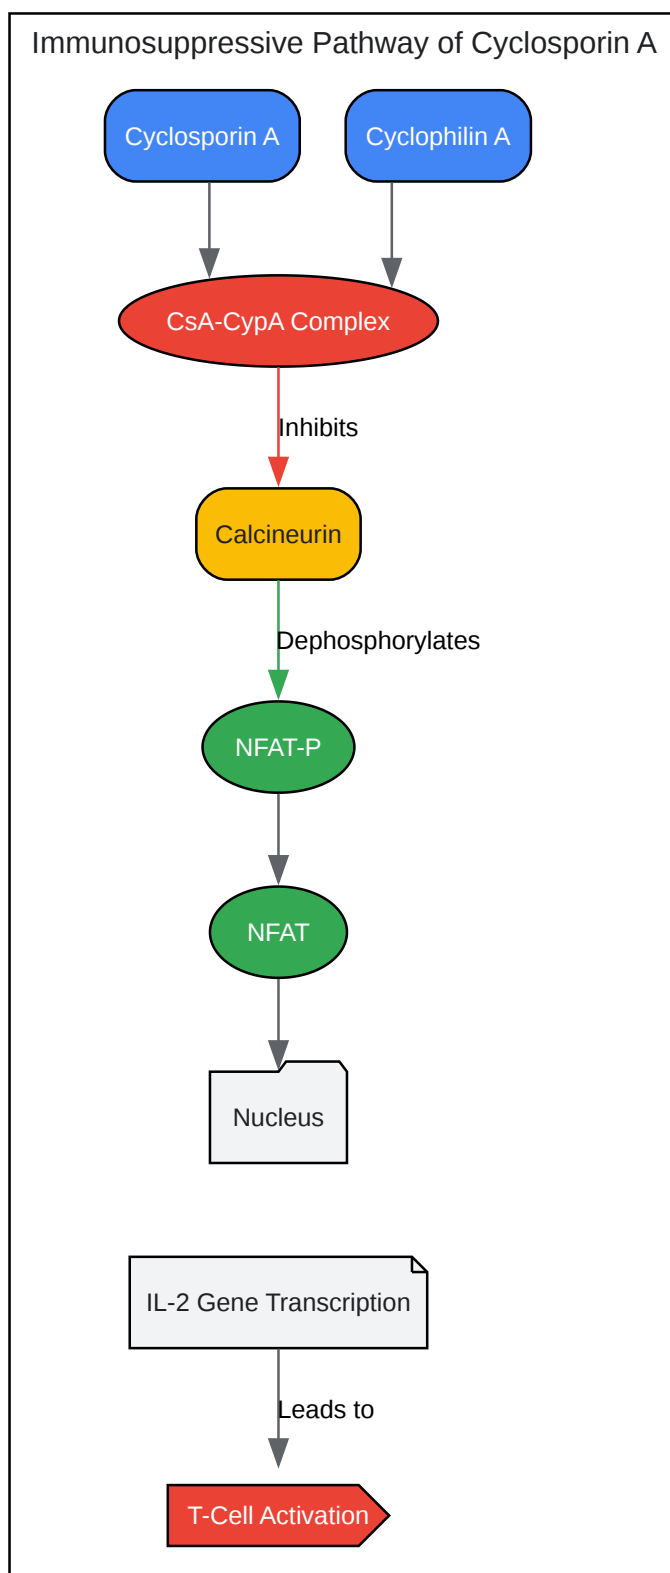 Immunosuppressive Pathway of Cyclosporin A
Cyclosporin A
Cyclophilin A
CsA-CypA Complex
Inhibits
Calcineurin
Dephosphorylates
NFAT-P
NFAT
Nucleus
IL-2 Gene Transcription
Leads to
T-Cell Activation